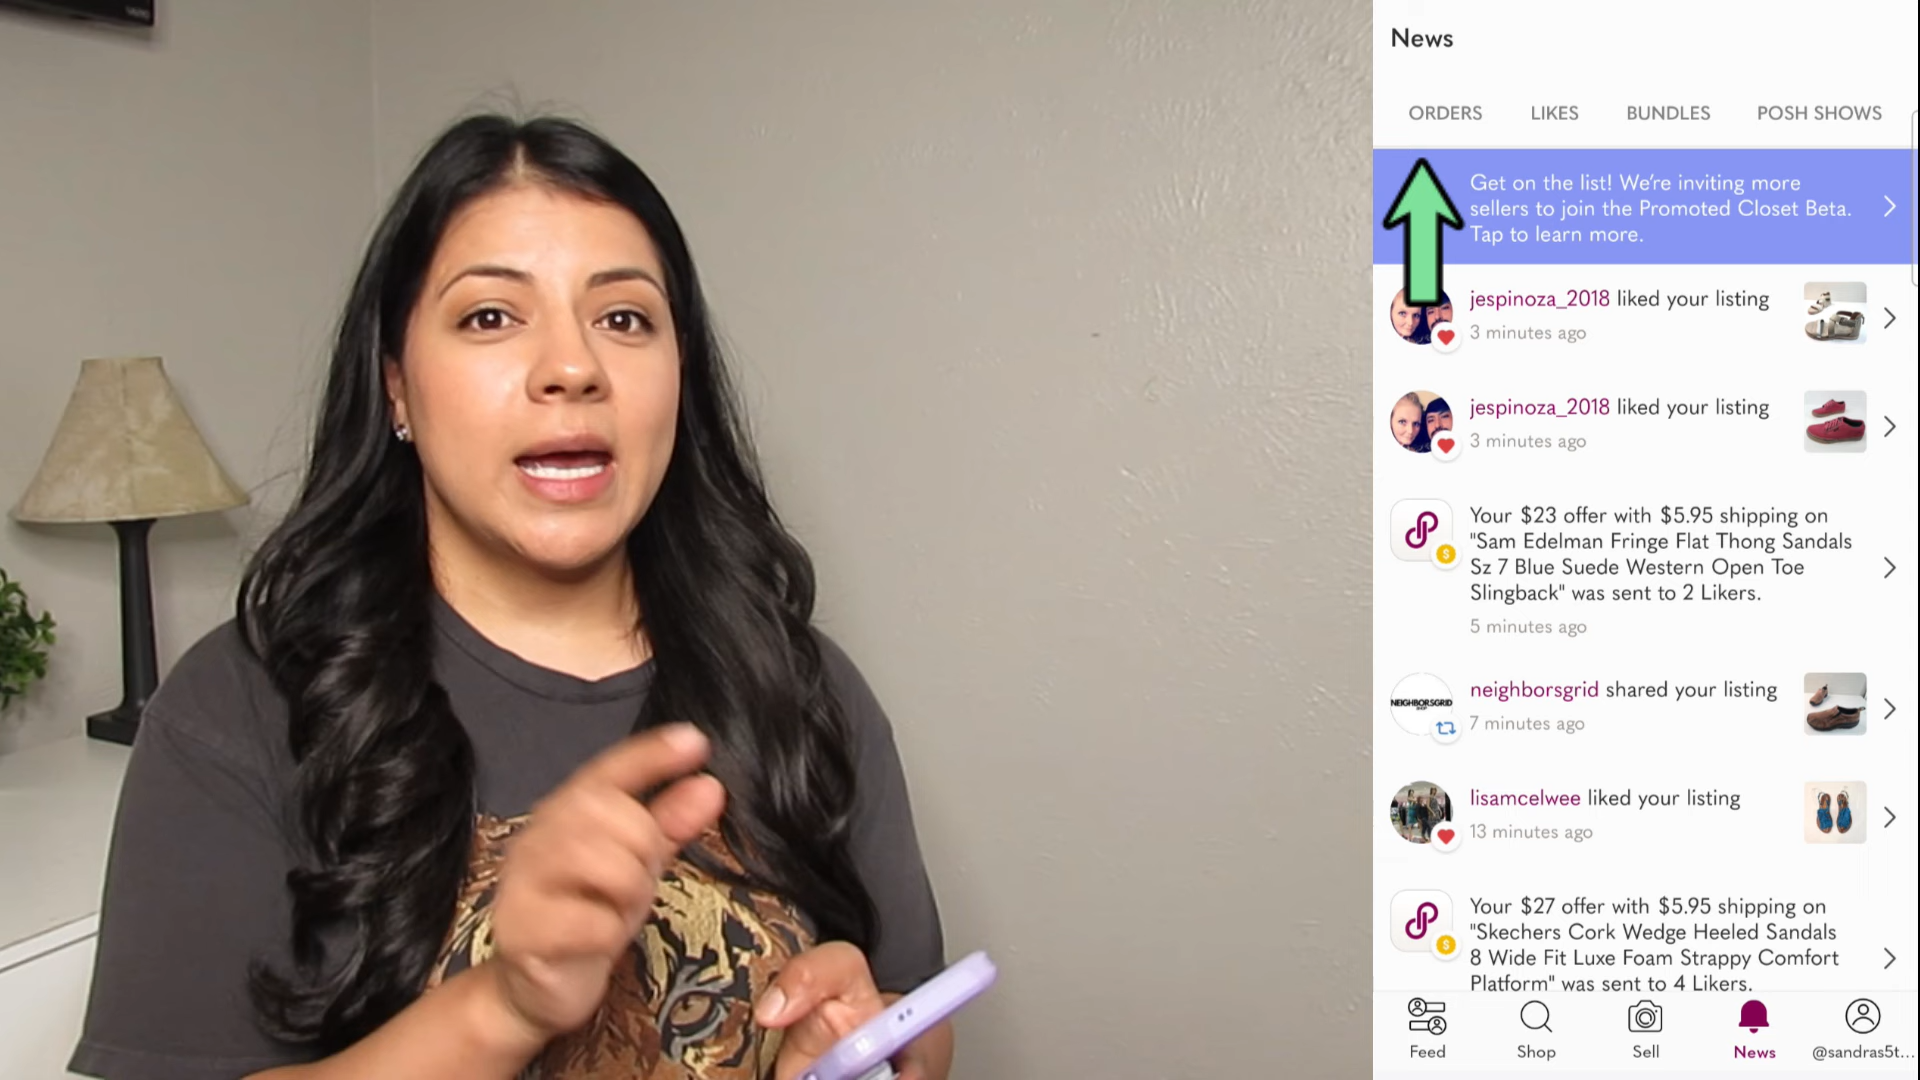 News
ORDERS LIKES BUNDLES POSH SHOWS
Get on the list! We're inviting more
sellers to join the Promoted Closet Beta.
Tap to learn more.
jespinoza_2018 liked your listing
3 minutes ago
jespinoza_2018 liked your listing
3 minutes ago
Your $23 offer with $5.95 shipping on
"Sam Edelman Fringe Flat Thong Sandals
Sz 7 Blue Suede Western Open Toe
Slingback" was sent to 2 Likers.
5 minutes ago
NEIGHBORSGRID
neighborsgrid shared your listing
7 minutes ago
lisamcelwee liked your listing
13 minutes ago
Your $27 offer with $5.95 shipping on
"Skechers Cork Wedge Heeled Sandals
8 Wide Fit Luxe Foam Strappy Comfort
Platform" was sent to 4 Likers.
Feed Shop Sell News @sandras5t...